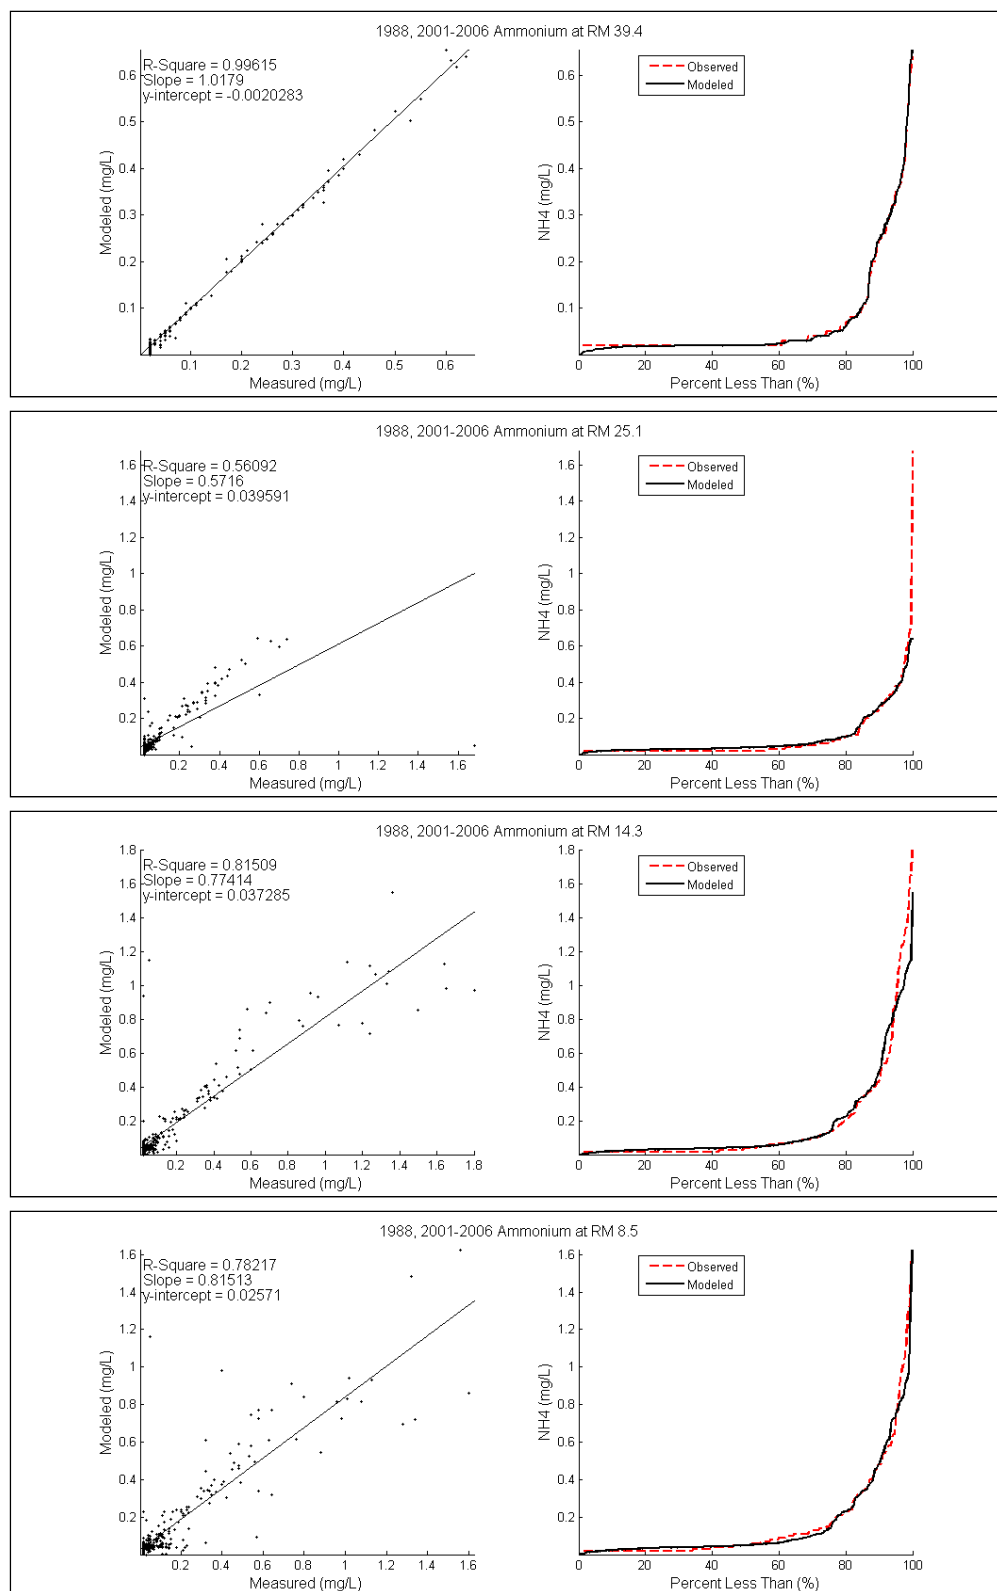 1988, 2001-2006 Ammonium at RM 39.4
R-Square = 0.99615
Slope = 1.0179
y-intercept = -0.0020283
0.6
0.5
0.4
0.3
0.2
0.1
Modeled (mg/L)
0.1 0.2 0.3 0.4 0.5 0.6
Measured (mg/L)
Observed
Modeled
0.6
0.5
0.4
0.3
0.2
0.1
NH4 (mg/L)
0 20 40 60 80 100
Percent Less Than (%)
1988, 2001-2006 Ammonium at RM 25.1
R-Square = 0.56092
Slope = 0.5716
y-intercept = 0.039591
1.6
1.4
1.2
1
0.8
0.6
0.4
0.2
Modeled (mg/L)
0.2 0.4 0.6 0.8 1 1.2 1.4 1.6
Measured (mg/L)
Observed
Modeled
1.6
1.4
1.2
1
0.8
0.6
0.4
0.2
NH4 (mg/L)
0 20 40 60 80 100
Percent Less Than (%)
1988, 2001-2006 Ammonium at RM 14.3
R-Square = 0.81509
Slope = 0.77414
y-intercept = 0.037285
1.8
1.6
1.4
1.2
1
0.8
0.6
0.4
0.2
Modeled (mg/L)
0.2 0.4 0.6 0.8 1 1.2 1.4 1.6 1.8
Measured (mg/L)
Observed
Modeled
1.8
1.6
1.4
1.2
1
0.8
0.6
0.4
0.2
NH4 (mg/L)
0 20 40 60 80 100
Percent Less Than (%)
1988, 2001-2006 Ammonium at RM 8.5
R-Square = 0.78217
Slope = 0.81513
y-intercept = 0.02571
1.6
1.4
1.2
1
0.8
0.6
0.4
0.2
Modeled (mg/L)
0.2 0.4 0.6 0.8 1 1.2 1.4 1.6
Measured (mg/L)
Observed
Modeled
1.6
1.4
1.2
1
0.8
0.6
0.4
0.2
NH4 (mg/L)
0 20 40 60 80 100
Percent Less Than (%)